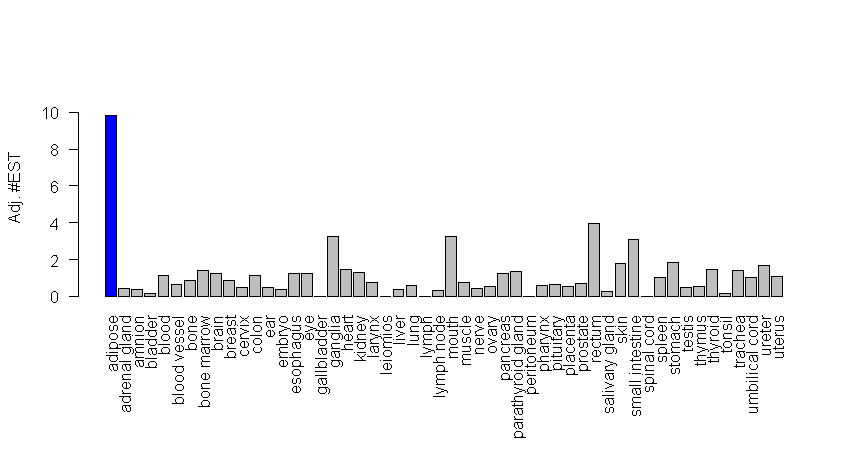 Adj. #EST
10
8
6
4
2
0
adipose
adrenal gland
amnion
bladder
blood
blood vessel
bone
bone marrow
brain
breast
cervix
colon
ear
embryo
esophagus
eye
gallbladder
ganglia
heart
kidney
larynx
leiomios
liver
lung
lymph
lymph node
mouth
muscle
nerve
ovary
pancreas
parathyroid gland
peritoneum
pharynx
pituitary
placenta
prostate
rectum
salivary gland
skin
small intestine
spinal cord
spleen
stomach
testis
thymus
thyroid
tonsil
trachea
umbilical cord
ureter
uterus